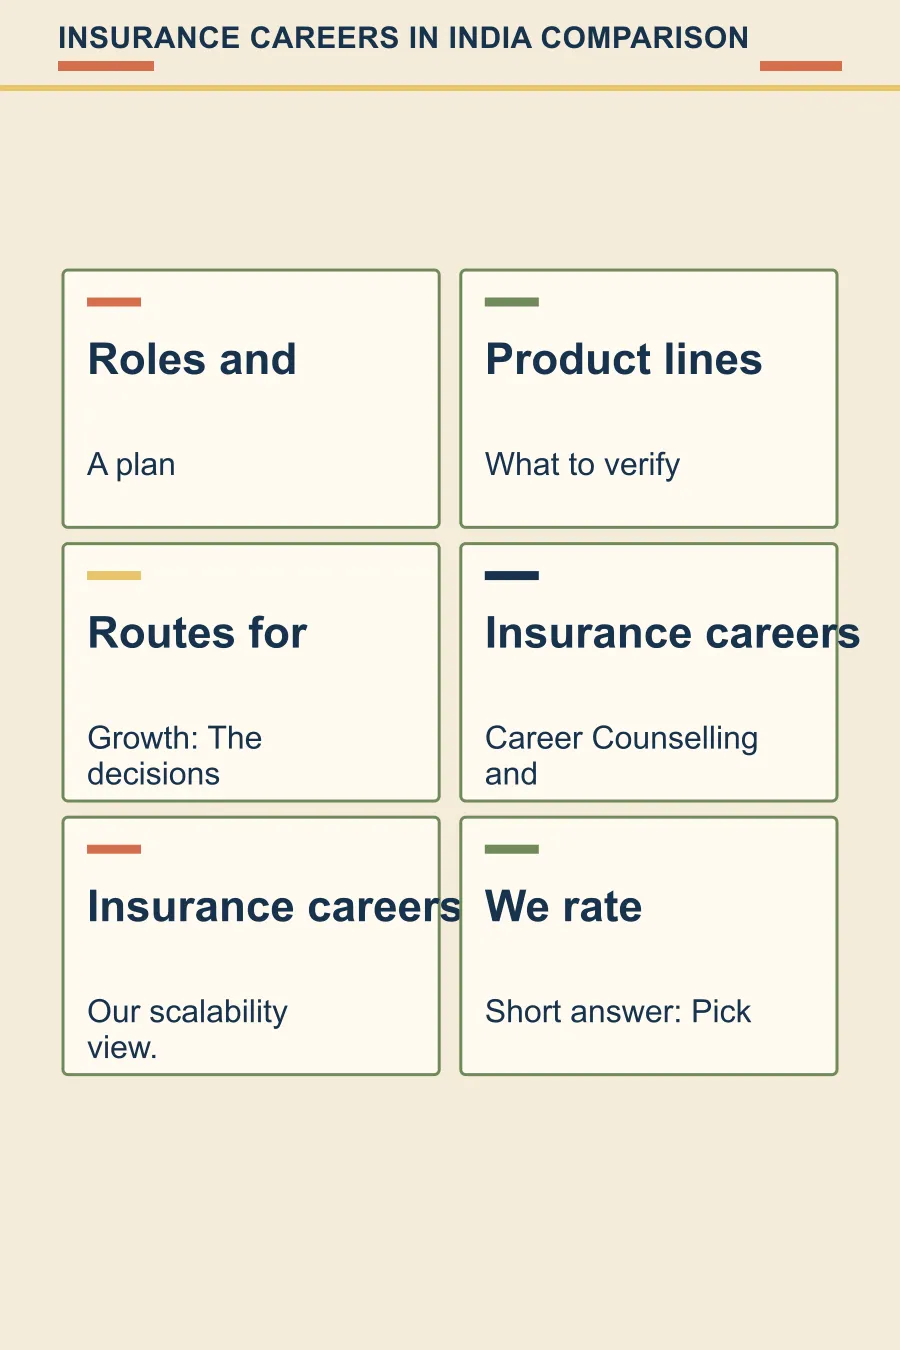 INSURANCE CAREERS IN INDIA COMPARISON
Roles and
A plan
Product lines
What to verify
Routes for
Growth: The
decisions
Insurance careers
Career Counselling
and
Insurance careers
Our scalability
view.
We rate
Short answer: Pick